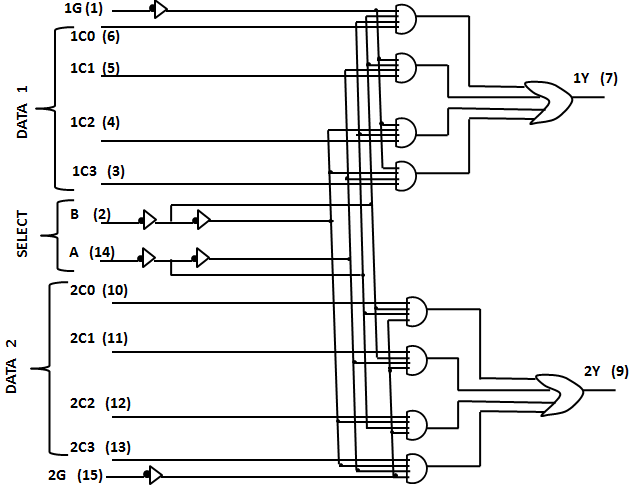 1G (1)
1C0 (6)
1C1 (5)
1C2 (4)
1C3 (3)
DATA 1
1Y (7)
B (2)
A (14)
SELECT
2C0 (10)
2C1 (11)
2C2 (12)
2C3 (13)
DATA 2
2Y (9)
2G (15)